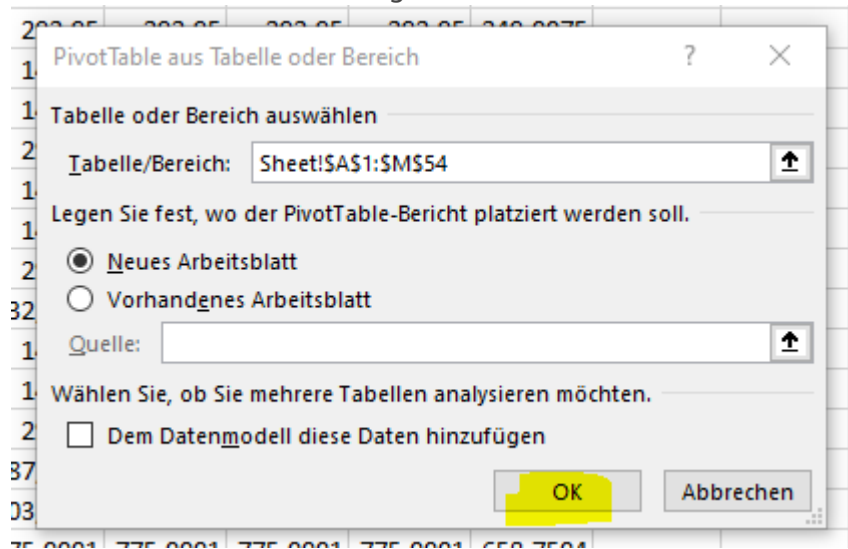 PivotTable aus Tabelle oder Bereich ? ×
Tabelle oder Bereich auswählen
Tabelle/Bereich: Sheet!$A$1:$M$54
Legen Sie fest, wo der PivotTable-Bericht platziert werden soll.
Neues Arbeitsblatt
Vorhandenes Arbeitsblatt
Quelle:
Wählen Sie, ob Sie mehrere Tabellen analysieren möchten.
Dem Datenmodell diese Daten hinzufügen
OK Abbrechen